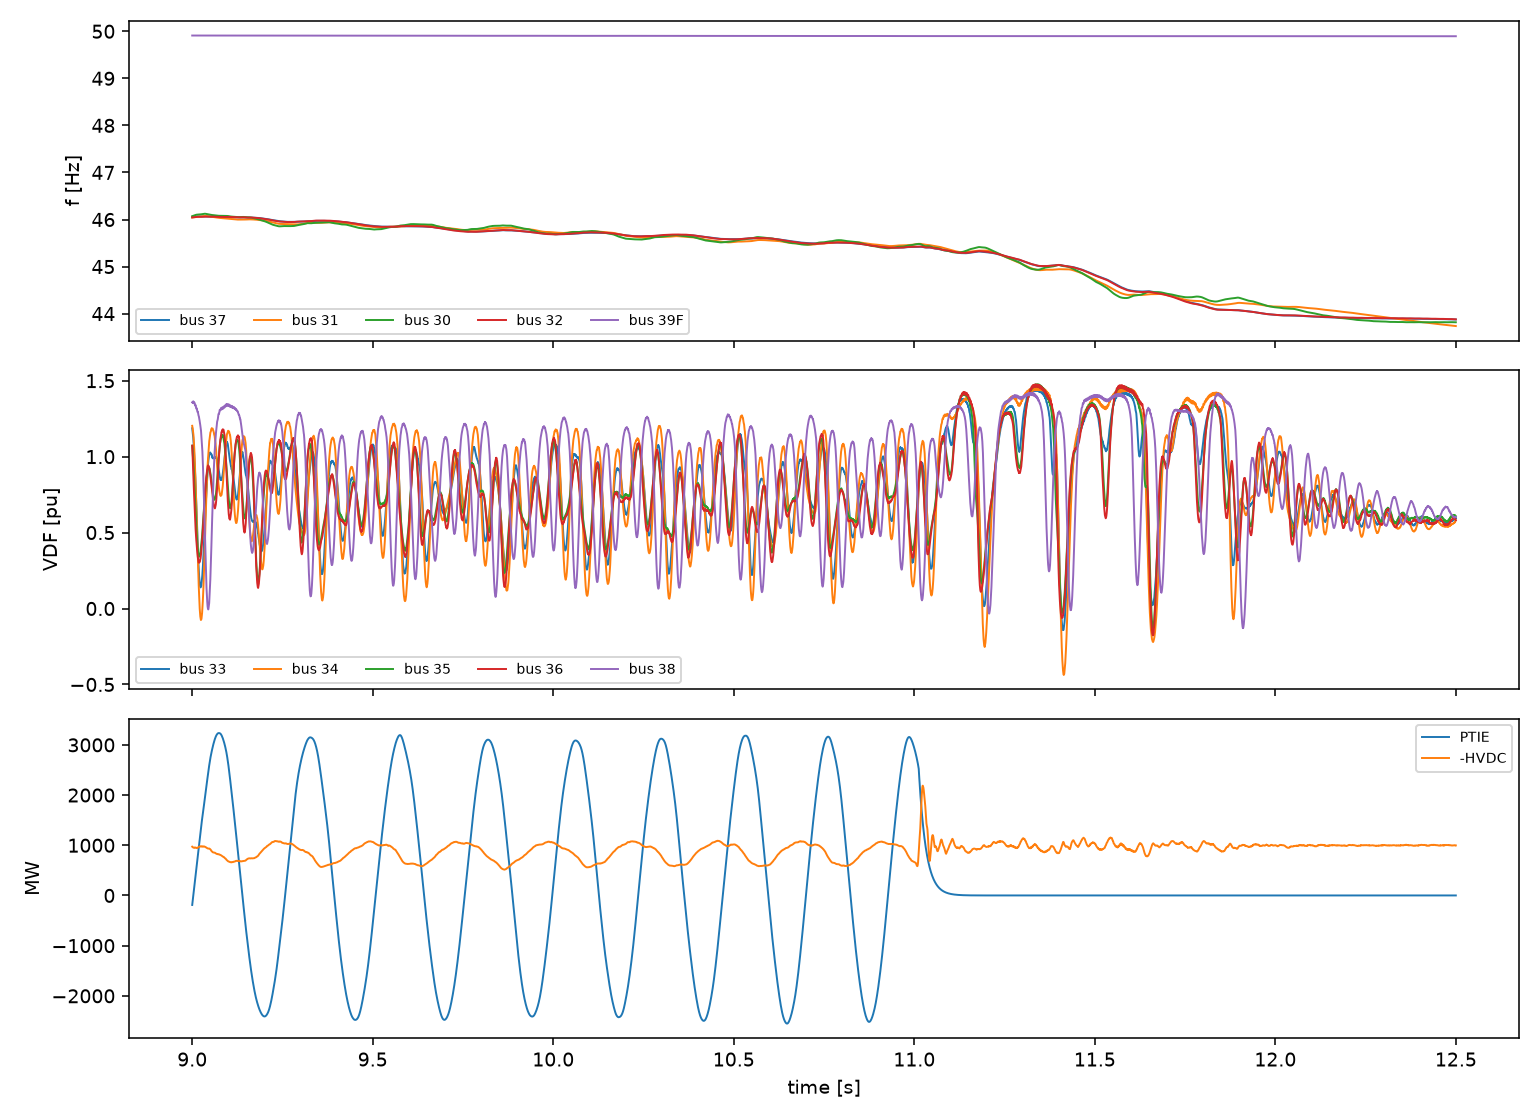 50
49
48
47
46
45
44
f [Hz]
bus 37 bus 31 bus 30 bus 32 bus 39F
1.5
1.0
0.5
0.0
−0.5
VDF [pu]
bus 33 bus 34 bus 35 bus 36 bus 38
3000
2000
1000
0
−1000
−2000
MW
PTIE
-HVDC
9.0 9.5 10.0 10.5 11.0 11.5 12.0 12.5
time [s]